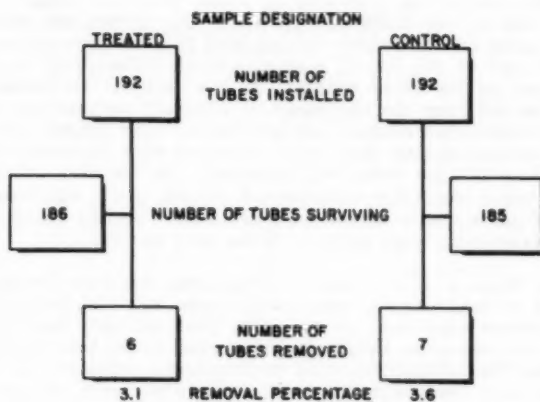 SAMPLE DESIGNATION
TREATED CONTROL
192 NUMBER OF TUBES INSTALLED 192
186 NUMBER OF TUBES SURVIVING 185
6 NUMBER OF TUBES REMOVED 7
3.1 REMOVAL PERCENTAGE 3.6